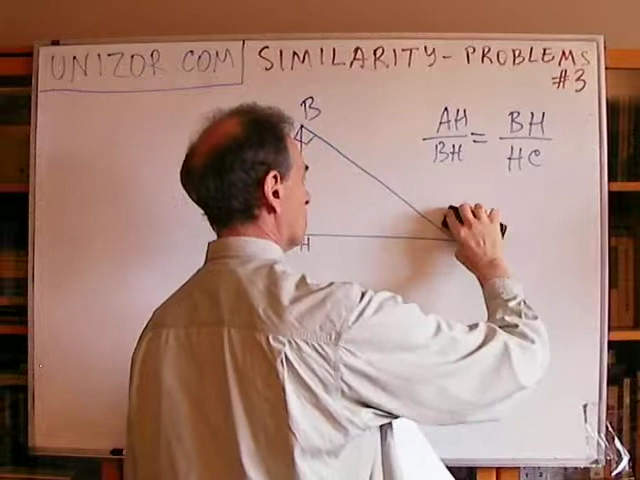 UNIZOR COM
SIMILARITY - PROBLEMS
#3
B
H
AH
BH
=
BH
HC